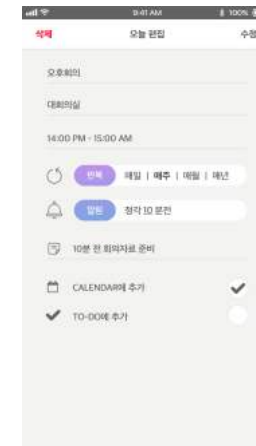 9:41 AM 100%
삭제 오늘 편집 수정
오후회의
대회의실
14:00 PM - 15:00 AM
반복 매일 | 매주 | 매월 | 매년
알림 정각 10 분전
10분 전 회의자료 준비
CALENDAR에 추가
TO-DO에 추가